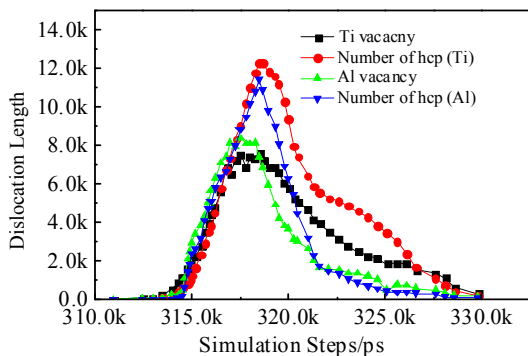 14.0k
12.0k
10.0k
8.0k
6.0k
4.0k
2.0k
0.0
Dislocation Length
Ti vacacny
Number of hcp (Ti)
Al vacancy
Number of hcp (Al)
310.0k 315.0k 320.0k 325.0k 330.0k
Simulation Steps/ps